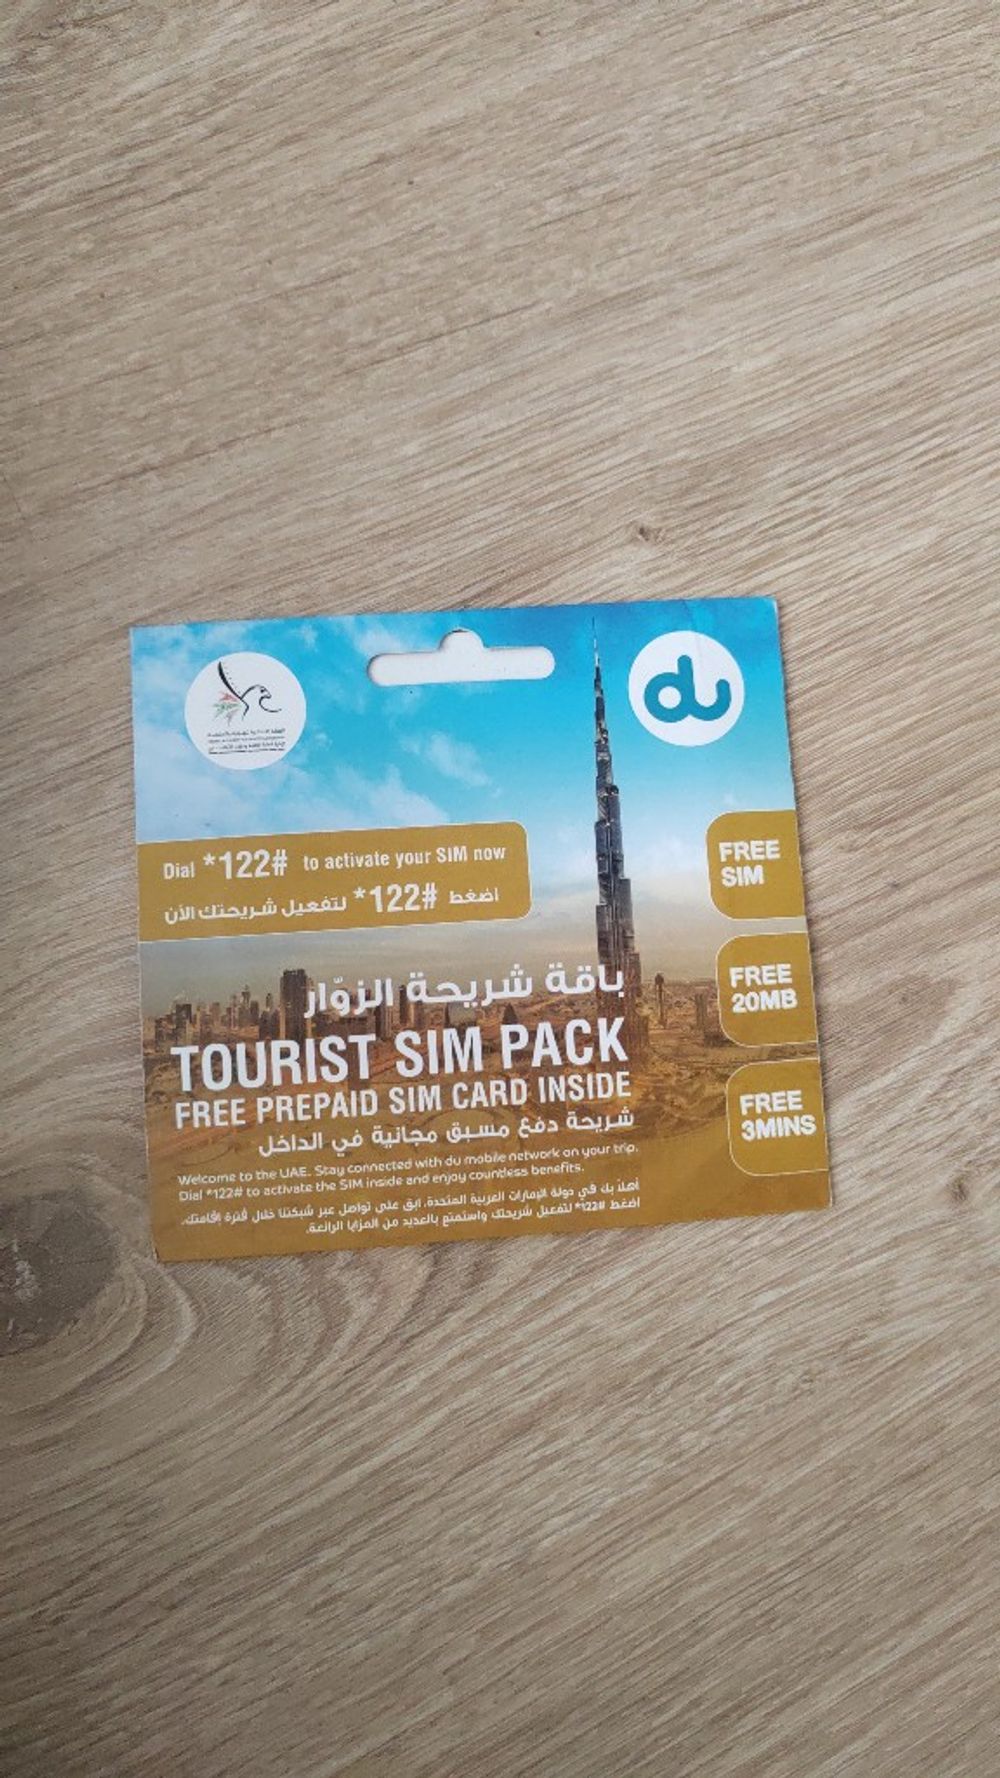 du
Dial *122# to activate your SIM now
اضغط #122* لتفعيل شريحتك الآن
FREE
SIM
FREE
20MB
FREE
3MINS
باقة شريحة الزوّار
TOURIST SIM PACK
FREE PREPAID SIM CARD INSIDE
شريحة دفع مسبق مجانية في الداخل
Welcome to the UAE. Stay connected with du mobile network on your trip.
Dial *122# to activate the SIM inside and enjoy countless benefits.
أهلاً بك في دولة الإمارات العربية المتحدة. ابق على تواصل عبر شبكتنا خلال فترة إقامتك.
اضغط #122* لتفعيل شريحتك واستمتع بالعديد من المزايا الرائعة.